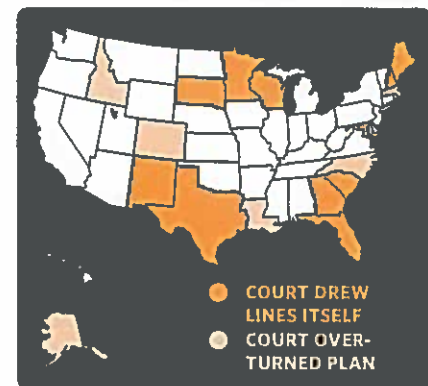 COURT DREW
LINES ITSELF
COURT OVER-
TURNED PLAN